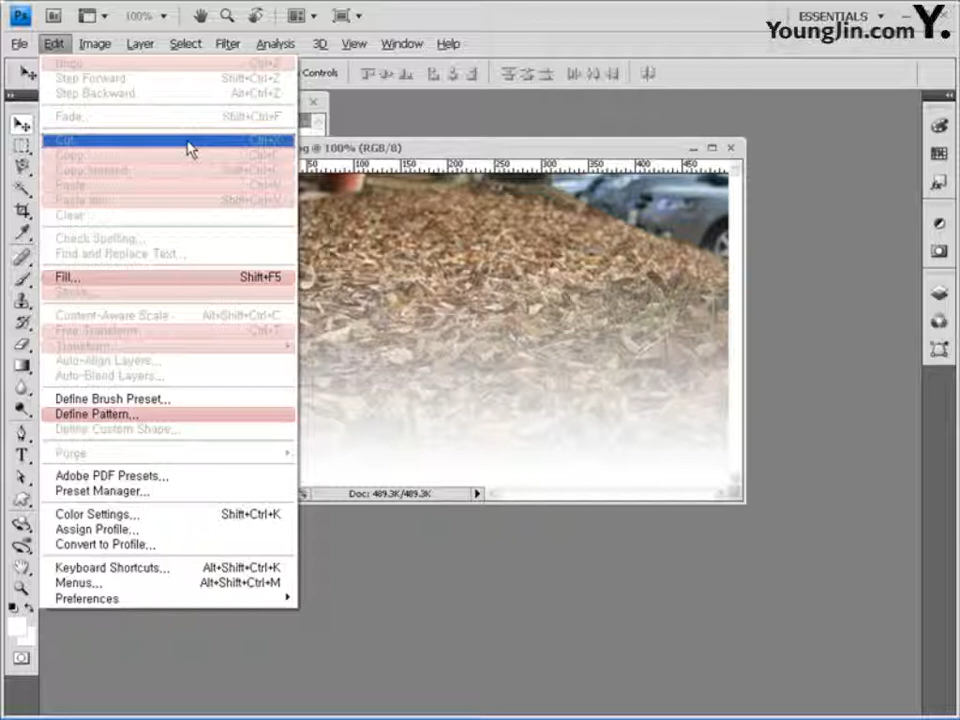 Ps
Br
100%
ESSENTIALS
YoungJin.com Y.
File Edit Image Layer Select Filter Analysis 3D View Window Help
Controls
Undo Ctrl+Z
Step Forward Shift+Ctrl+Z
Step Backward Alt+Ctrl+Z
Fade... Shift+Ctrl+F
Cut Ctrl+X
Copy Ctrl+C
Copy Merged
Paste Ctrl+V
Paste Into Shift+Ctrl+V
Clear
Check Spelling...
Find and Replace Text...
Fill... Shift+F5
Stroke...
Content-Aware Scale Alt+Shift+Ctrl+C
Free Transform Ctrl+T
Transform
Auto-Align Layers...
Auto-Blend Layers...
Define Brush Preset...
Define Pattern...
Define Custom Shape...
Purge
Adobe PDF Presets...
Preset Manager...
Color Settings... Shift+Ctrl+K
Assign Profile...
Convert to Profile...
Keyboard Shortcuts... Alt+Shift+Ctrl+K
Menus... Alt+Shift+Ctrl+M
Preferences
@ 100% (RGB/8)
50 100 150 200 250 300 350 400 450
Doc: 489.3K/489.3K